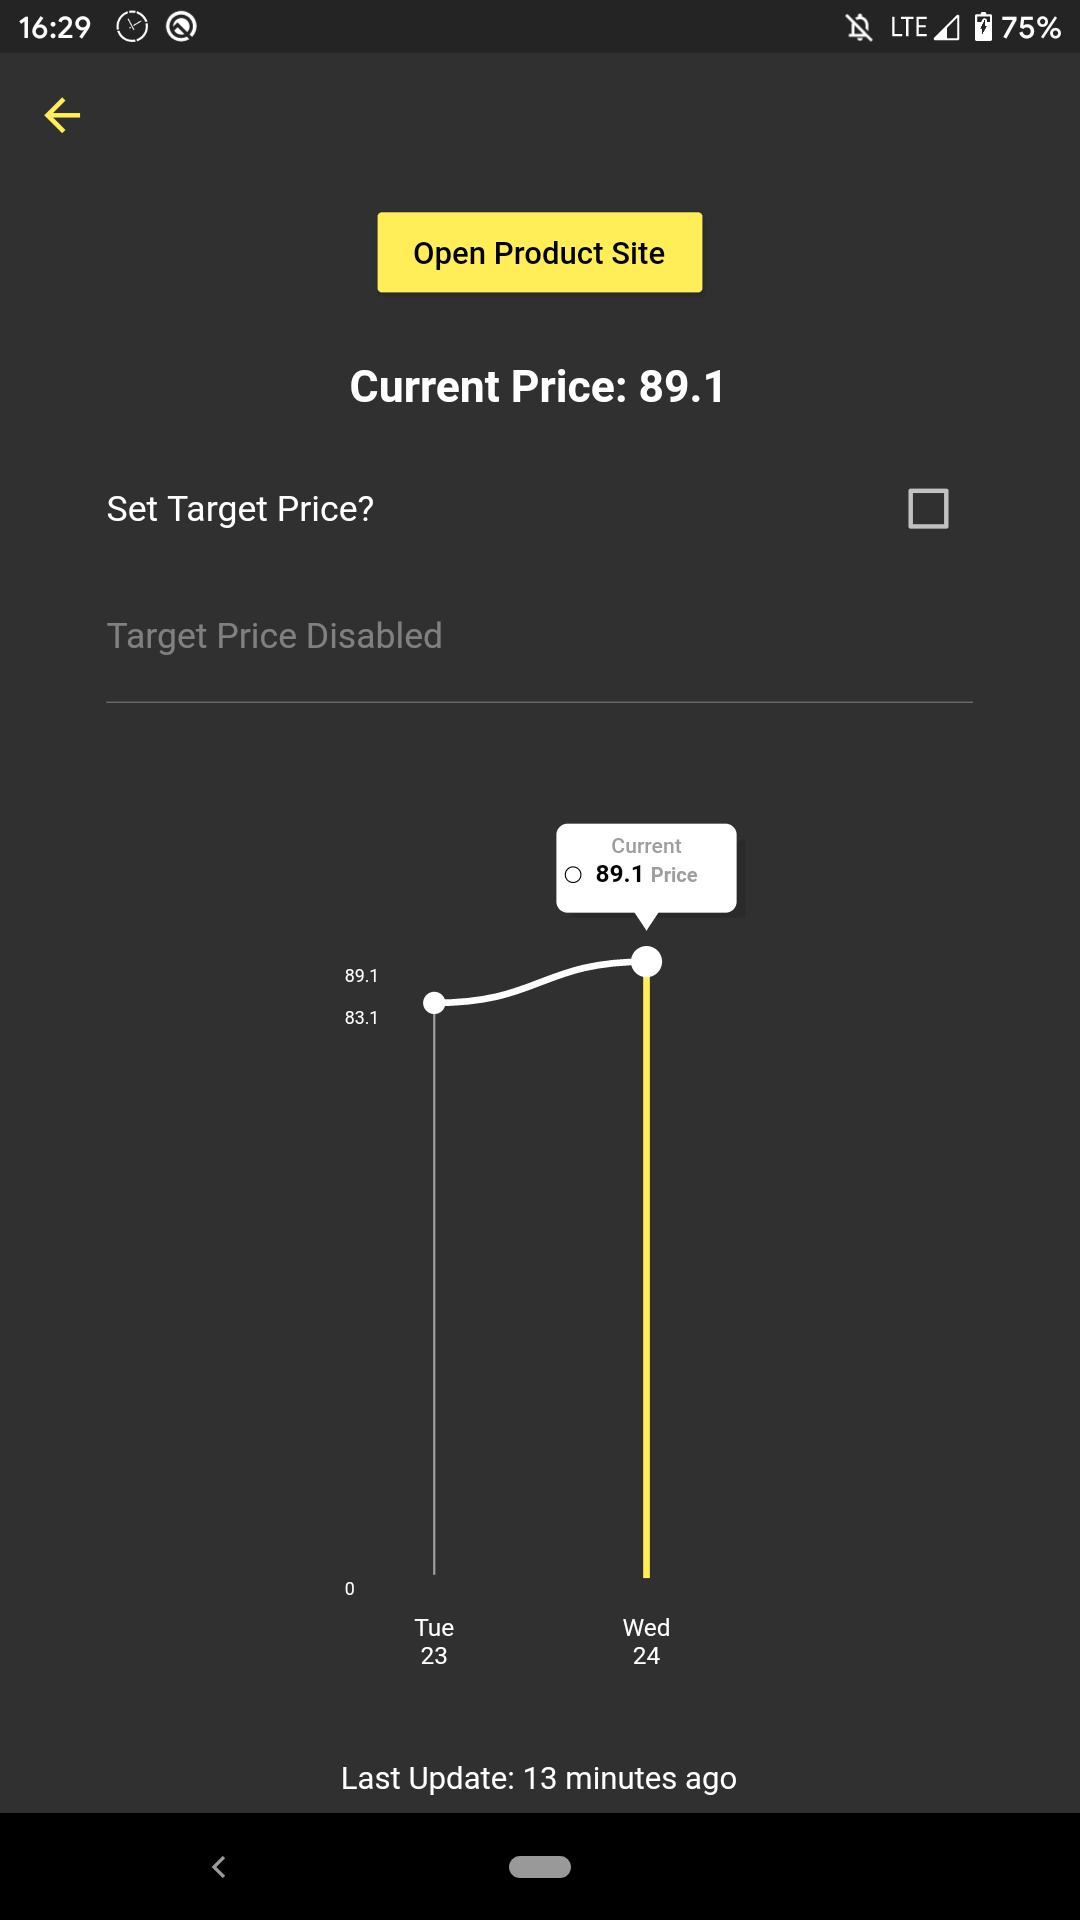 16:29 LTE 75%
Open Product Site
Current Price: 89.1
Set Target Price?
Target Price Disabled
Current
89.1 Price
89.1
83.1
0
Tue Wed
23 24
Last Update: 13 minutes ago